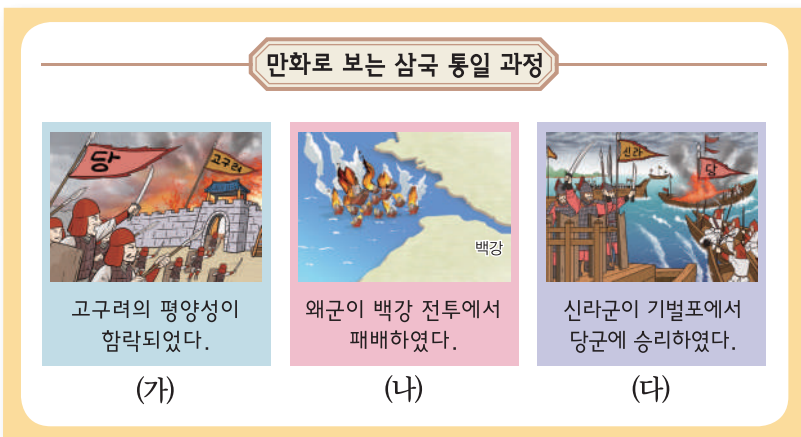 만화로 보는 삼국 통일 과정
당
고구려
백강
신라
당
고구려의 평양성이
함락되었다.
왜군이 백강 전투에서
패배하였다.
신라군이 기벌포에서
당군에 승리하였다.
(가)
(나)
(다)